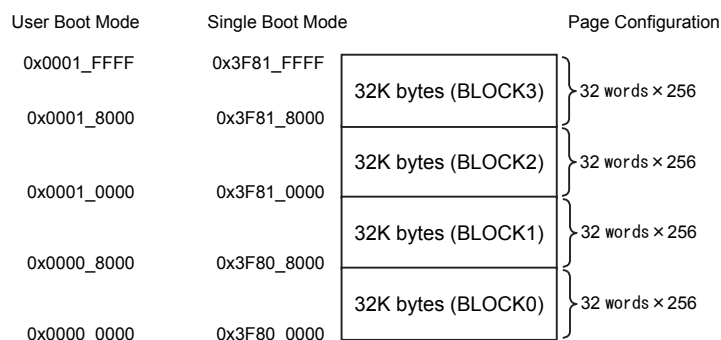 User Boot Mode Single Boot Mode Page Configuration
0x0001_FFFF 0x3F81_FFFF
32K bytes (BLOCK3) 32 words×256
0x0001_8000 0x3F81_8000
32K bytes (BLOCK2) 32 words×256
0x0001_0000 0x3F81_0000
32K bytes (BLOCK1) 32 words×256
0x0000_8000 0x3F80_8000
32K bytes (BLOCK0) 32 words×256
0x0000_0000 0x3F80_0000